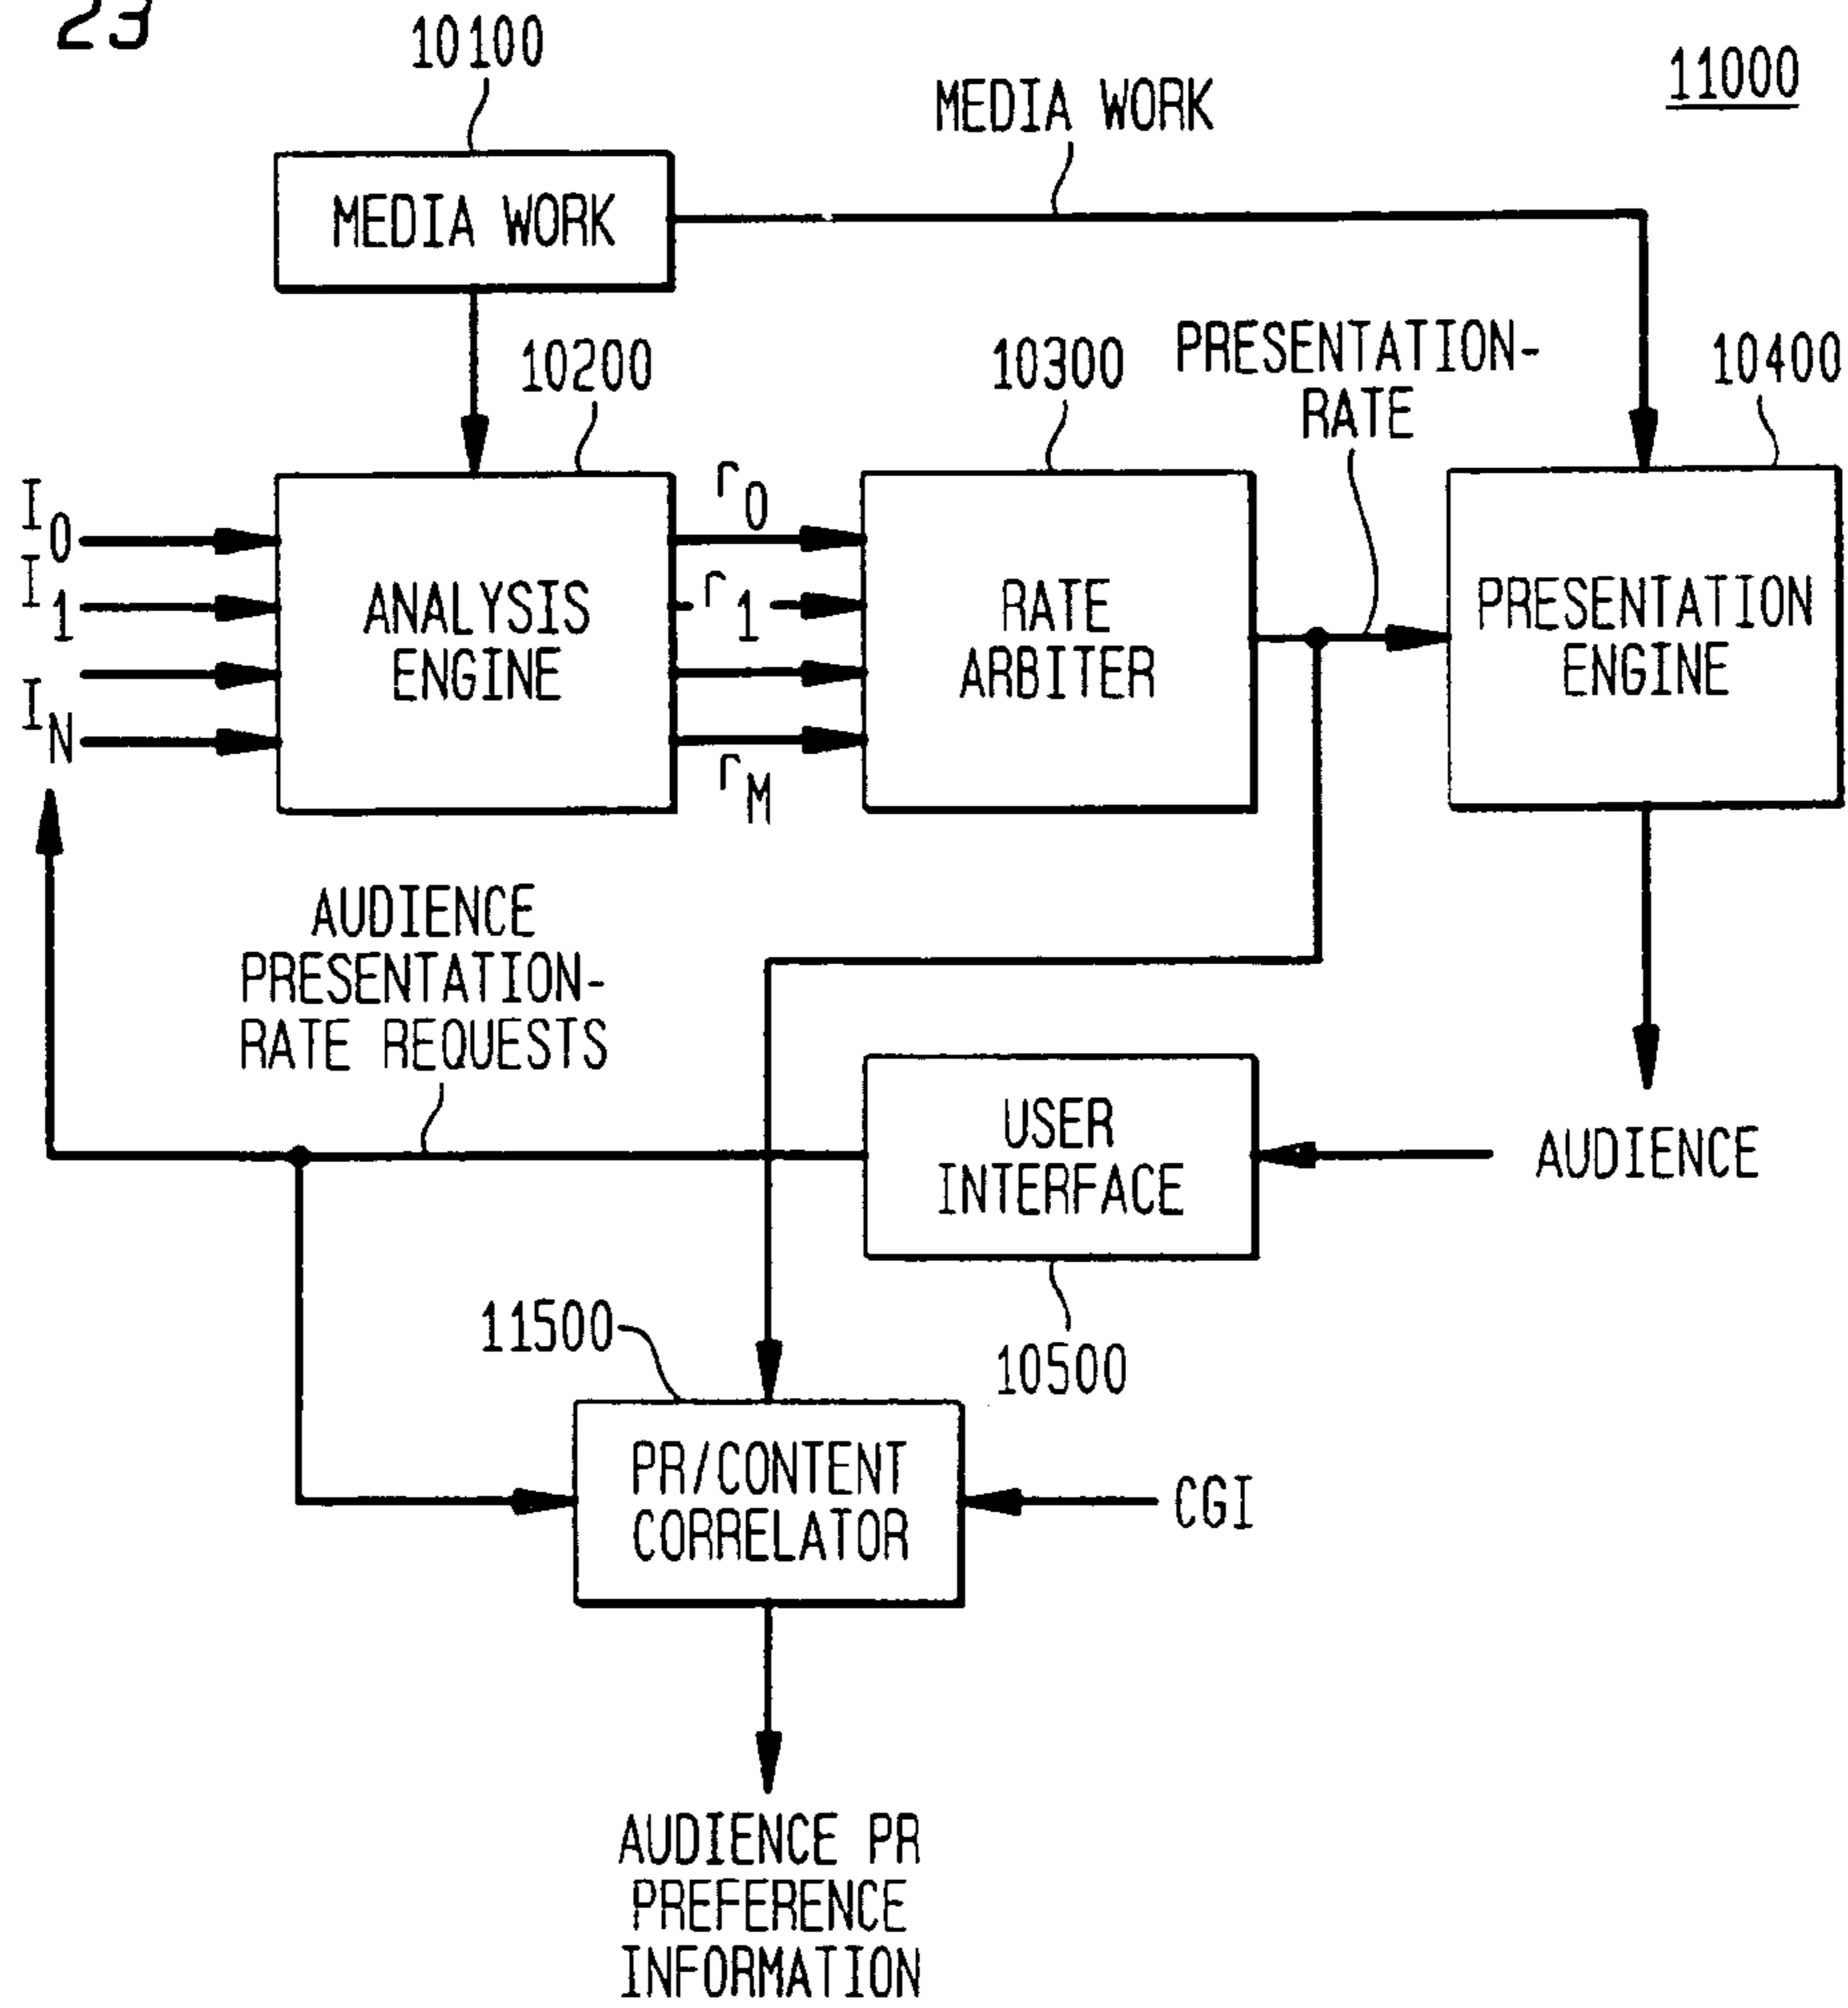 23
10100
11000
MEDIA WORK
MEDIA WORK
10200
10300
PRESENTATION-
RATE
10400
I0
I1
IN
ANALYSIS
ENGINE
r0
r1
rM
RATE
ARBITER
PRESENTATION
ENGINE
AUDIENCE
PRESENTATION-
RATE REQUESTS
USER
INTERFACE
AUDIENCE
11500
10500
PR/CONTENT
CORRELATOR
CGI
AUDIENCE PR
PREFERENCE
INFORMATION